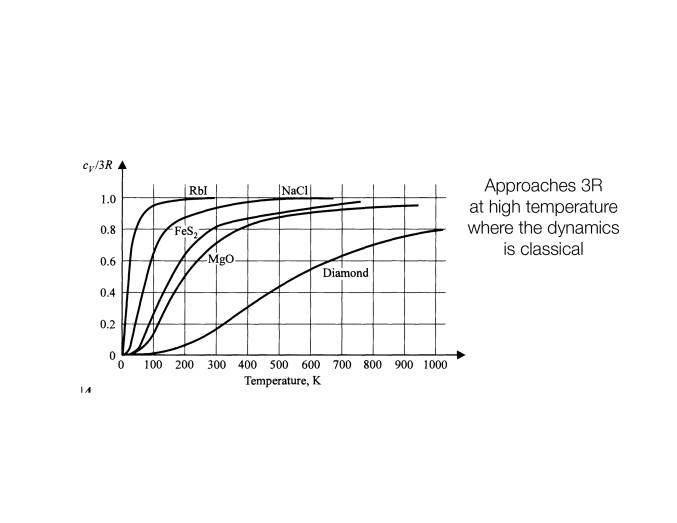 c_V/3R
RbI
NaCl
1.0
0.8
FeS₂
0.6
MgO
Diamond
0.4
0.2
0
0 100 200 300 400 500 600 700 800 900 1000
Temperature, K
Approaches 3R
at high temperature
where the dynamics
is classical